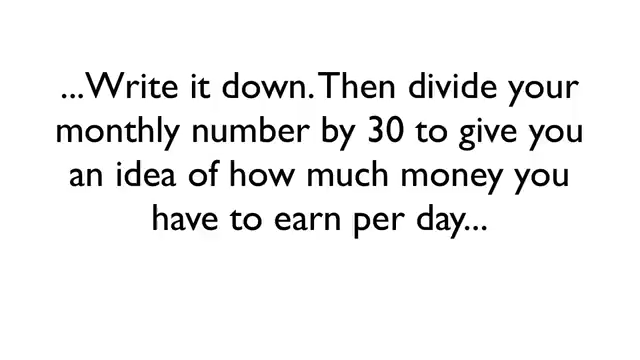 ...Write it down. Then divide your
monthly number by 30 to give you
an idea of how much money you
have to earn per day...